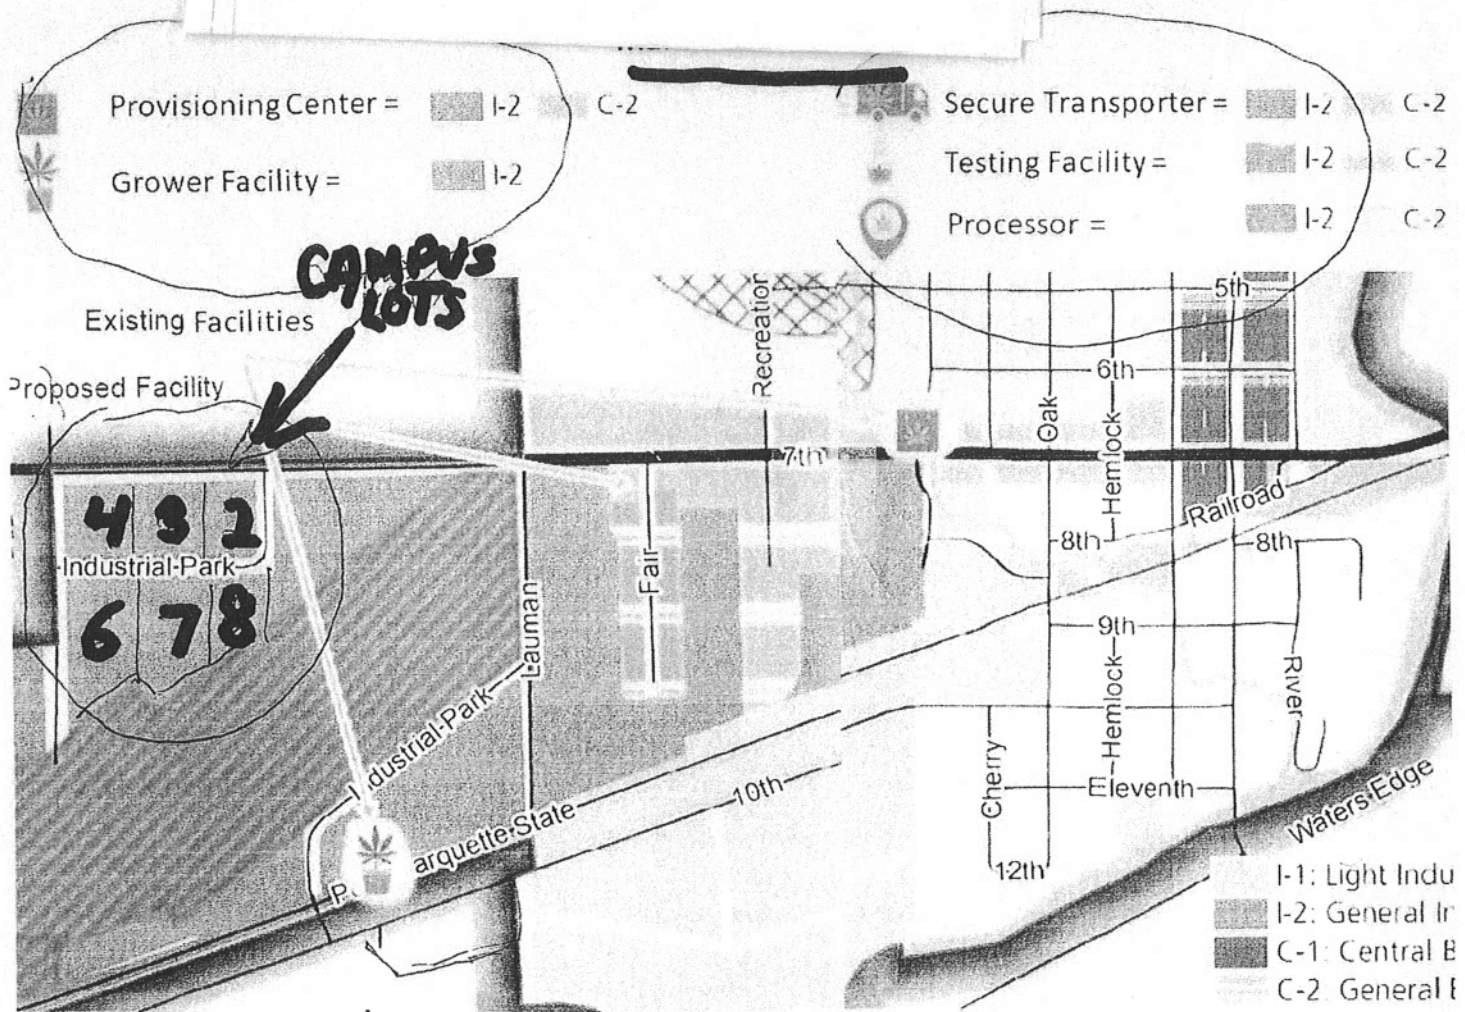 Provisioning Center = I-2 C-2
Grower Facility = I-2
Secure Transporter = I-2 C-2
Testing Facility = I-2 C-2
Processor = I-2 C-2
CAMPUS
LOTS
Existing Facilities
Proposed Facility
4 3 2
Industrial-Park
6 7 8
Recreation
5th
6th
Oak
Hemlock
7th
Railroad
8th
8th
Fair
Lauman
9th
Hemlock
River
Industrial-Park
Cherry
Eleventh
10th
arquette-State
P
12th
Waters-Edge
I-1: Light Indu
I-2: General Ir
C-1: Central B
C-2: General